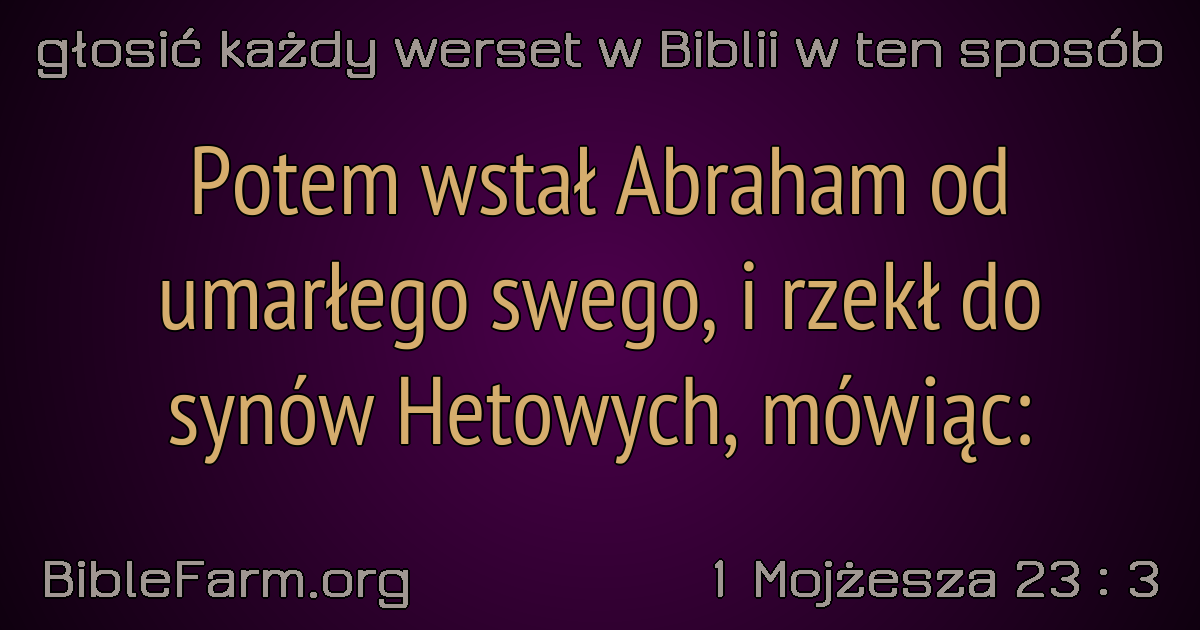 głosić każdy werset w Biblii w ten sposób
Potem wstał Abraham od
umarłego swego, i rzekł do
synów Hetowych, mówiąc:
BibleFarm.org
1 Mojżesza 23 : 3